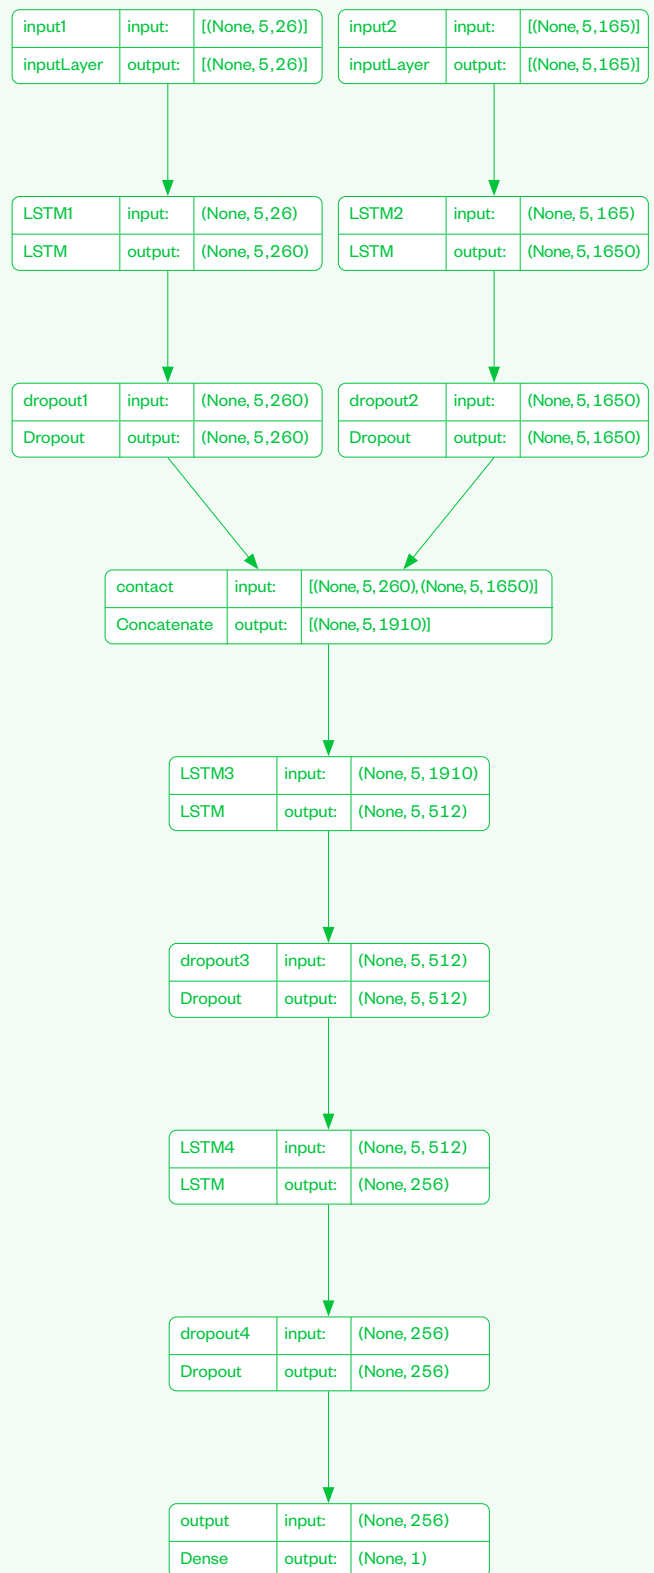 input1 input: [(None, 5,26)]
inputLayer output: [(None, 5,26)]
input2 input: [(None, 5,165)]
inputLayer output: [(None, 5,165)]
LSTM1 input: (None, 5,26)
LSTM output: (None, 5,260)
LSTM2 input: (None, 5, 165)
LSTM output: (None, 5, 1650)
dropout1 input: (None, 5,260)
Dropout output: (None, 5,260)
dropout2 input: (None, 5, 1650)
Dropout output: (None, 5, 1650)
contact input: [(None, 5, 260), (None, 5, 1650)]
Concatenate output: [(None, 5, 1910)]
LSTM3 input: (None, 5, 1910)
LSTM output: (None, 5, 512)
dropout3 input: (None, 5, 512)
Dropout output: (None, 5, 512)
LSTM4 input: (None, 5, 512)
LSTM output: (None, 256)
dropout4 input: (None, 256)
Dropout output: (None, 256)
output input: (None, 256)
Dense output: (None, 1)